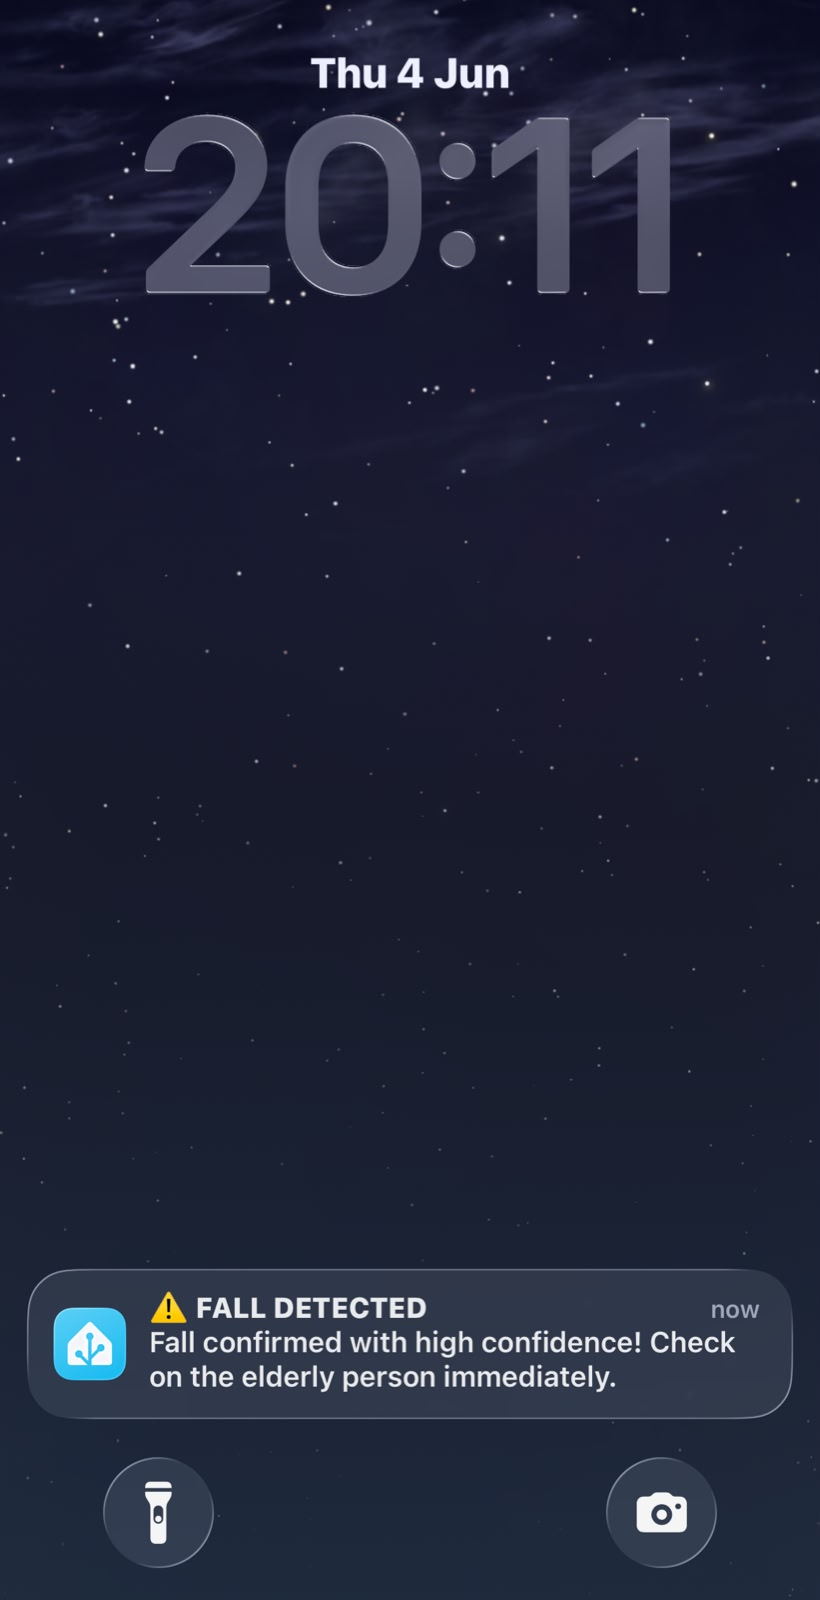 Thu 4 Jun
20:11
⚠️ FALL DETECTED
now
Fall confirmed with high confidence! Check
on the elderly person immediately.